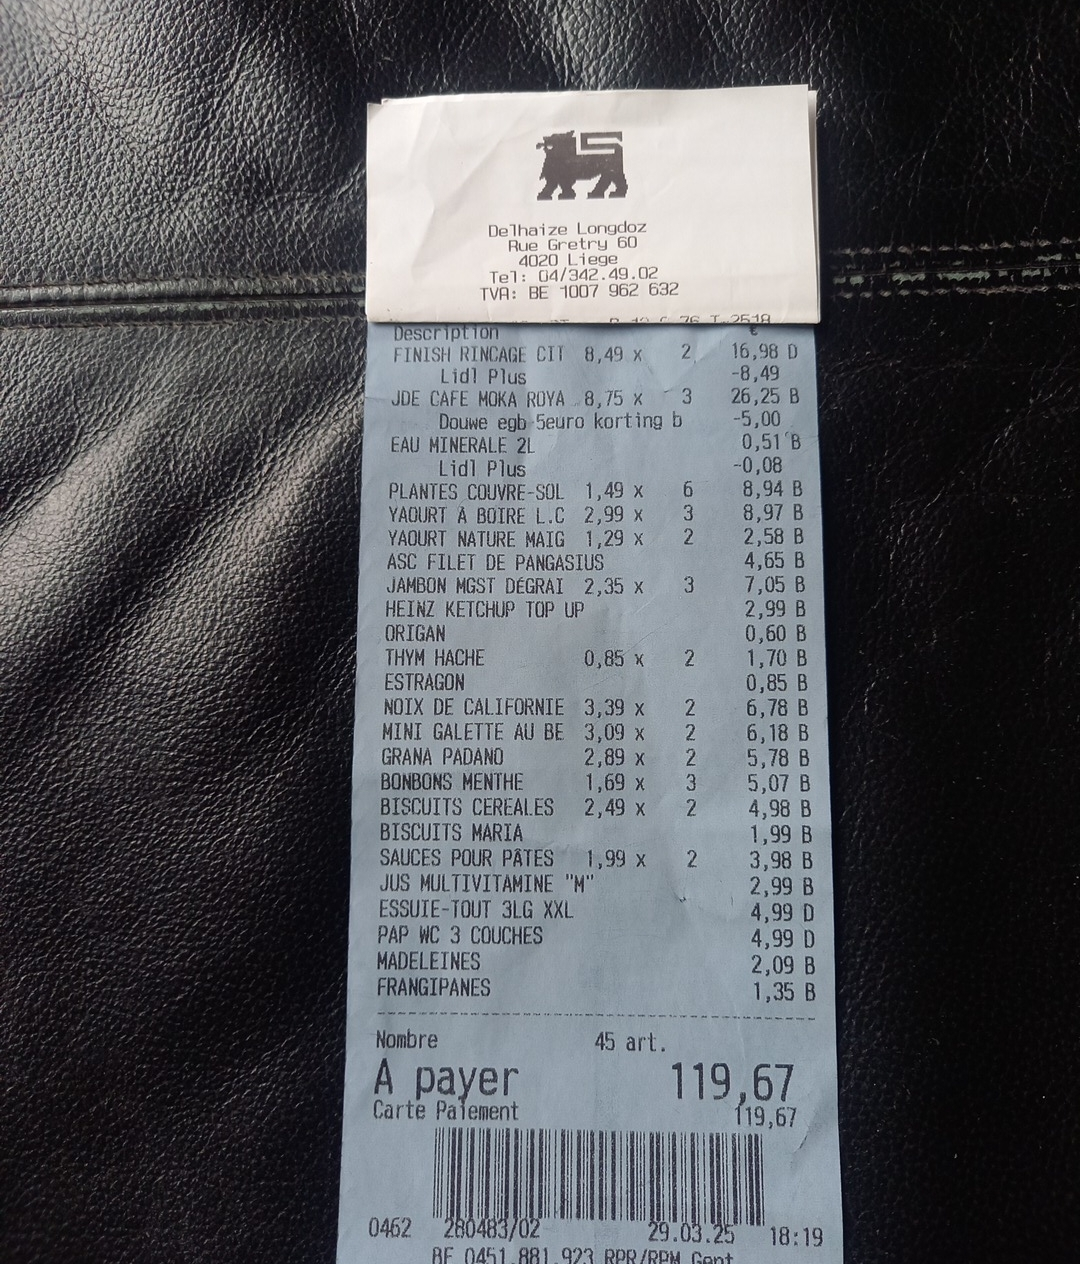 Delhaize Longdoz
Rue Gretry 60
4020 Liege
Tel: 04/342.49.02
TVA: BE 1007 962 632
Description €
FINISH RINCAGE CIT 8,49 x 2 16,98 D
Lidl Plus -8,49
JDE CAFE MOKA ROYA 8,75 x 3 26,25 B
Douwe egb 5euro korting b -5,00
EAU MINERALE 2L 0,51 B
Lidl Plus -0,08
PLANTES COUVRE-SOL 1,49 x 6 8,94 B
YAOURT À BOIRE L.C 2,99 x 3 8,97 B
YAOURT NATURE MAIG 1,29 x 2 2,58 B
ASC FILET DE PANGASIUS 4,65 B
JAMBON MGST DÉGRAI 2,35 x 3 7,05 B
HEINZ KETCHUP TOP UP 2,99 B
ORIGAN 0,60 B
THYM HACHE 0,85 x 2 1,70 B
ESTRAGON 0,85 B
NOIX DE CALIFORNIE 3,39 x 2 6,78 B
MINI GALETTE AU BE 3,09 x 2 6,18 B
GRANA PADANO 2,89 x 2 5,78 B
BONBONS MENTHE 1,69 x 3 5,07 B
BISCUITS CEREALES 2,49 x 2 4,98 B
BISCUITS MARIA 1,99 B
SAUCES POUR PÂTES 1,99 x 2 3,98 B
JUS MULTIVITAMINE "M" 2,99 B
ESSUIE-TOUT 3LG XXL 4,99 D
PAP WC 3 COUCHES 4,99 D
MADELEINES 2,09 B
FRANGIPANES 1,35 B
Nombre 45 art.
A payer 119,67
Carte Paiement 119,67
0462 280483/02 29.03.25 18:19
BE 0451.881.923 RPR/RPM Gent